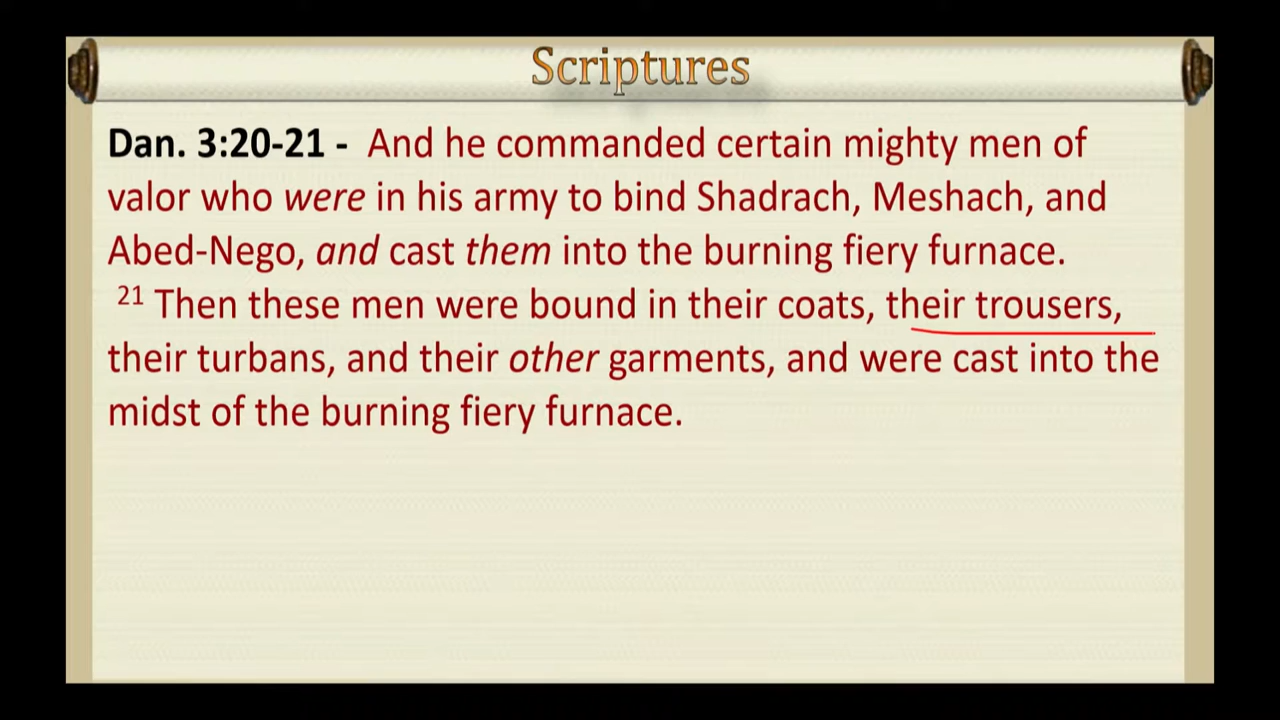 Scriptures
Dan. 3:20-21 - And he commanded certain mighty men of
valor who were in his army to bind Shadrach, Meshach, and
Abed-Nego, and cast them into the burning fiery furnace.
21 Then these men were bound in their coats, their trousers,
their turbans, and their other garments, and were cast into the
midst of the burning fiery furnace.